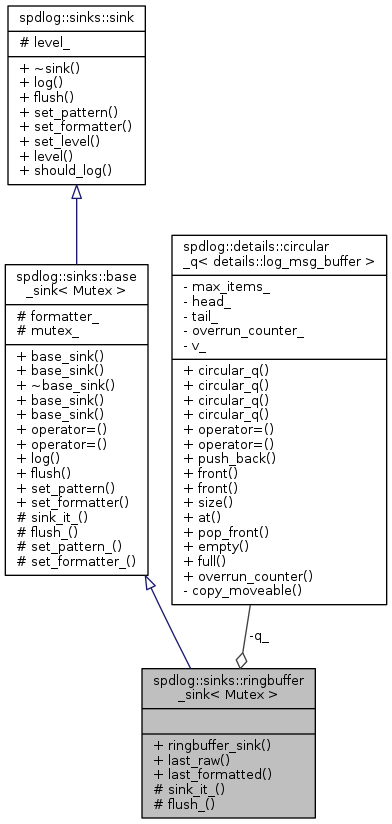 spdlog::sinks::sink
# level_
+ ~sink()
+ log()
+ flush()
+ set_pattern()
+ set_formatter()
+ set_level()
+ level()
+ should_log()
spdlog::sinks::base
_sink< Mutex >
# formatter_
# mutex_
+ base_sink()
+ base_sink()
+ ~base_sink()
+ base_sink()
+ base_sink()
+ operator=()
+ operator=()
+ log()
+ flush()
+ set_pattern()
+ set_formatter()
# sink_it_()
# flush_()
# set_pattern_()
# set_formatter_()
spdlog::details::circular
_q< details::log_msg_buffer >
- max_items_
- head_
- tail_
- overrun_counter_
- v_
+ circular_q()
+ circular_q()
+ circular_q()
+ circular_q()
+ operator=()
+ operator=()
+ push_back()
+ front()
+ front()
+ size()
+ at()
+ pop_front()
+ empty()
+ full()
+ overrun_counter()
- copy_moveable()
-q_
spdlog::sinks::ringbuffer
_sink< Mutex >
+ ringbuffer_sink()
+ last_raw()
+ last_formatted()
# sink_it_()
# flush_()